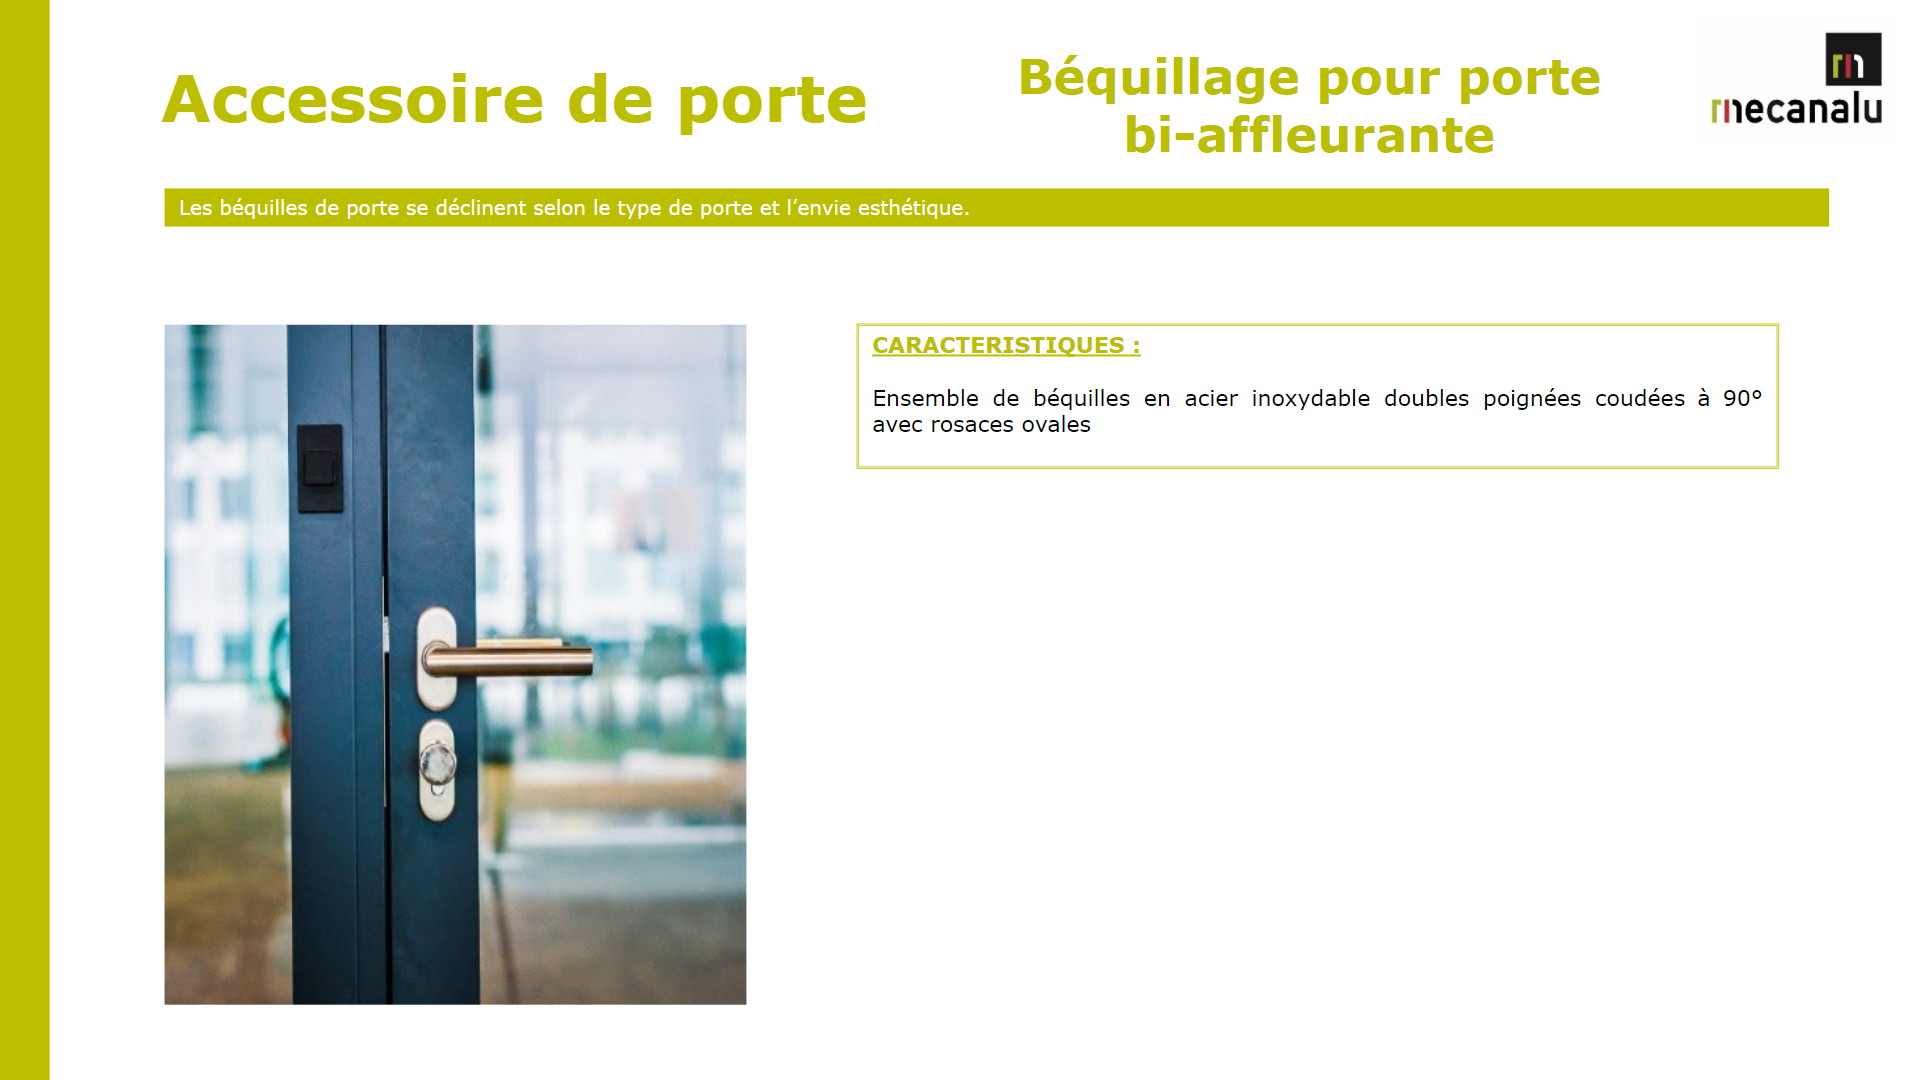 Accessoire de porte
Béquillage pour porte
bi-affleurante
mecanalu
Les béquilles de porte se déclinent selon le type de porte et l’envie esthétique.
CARACTERISTIQUES :
Ensemble de béquilles en acier inoxydable doubles poignées coudées à 90°
avec rosaces ovales